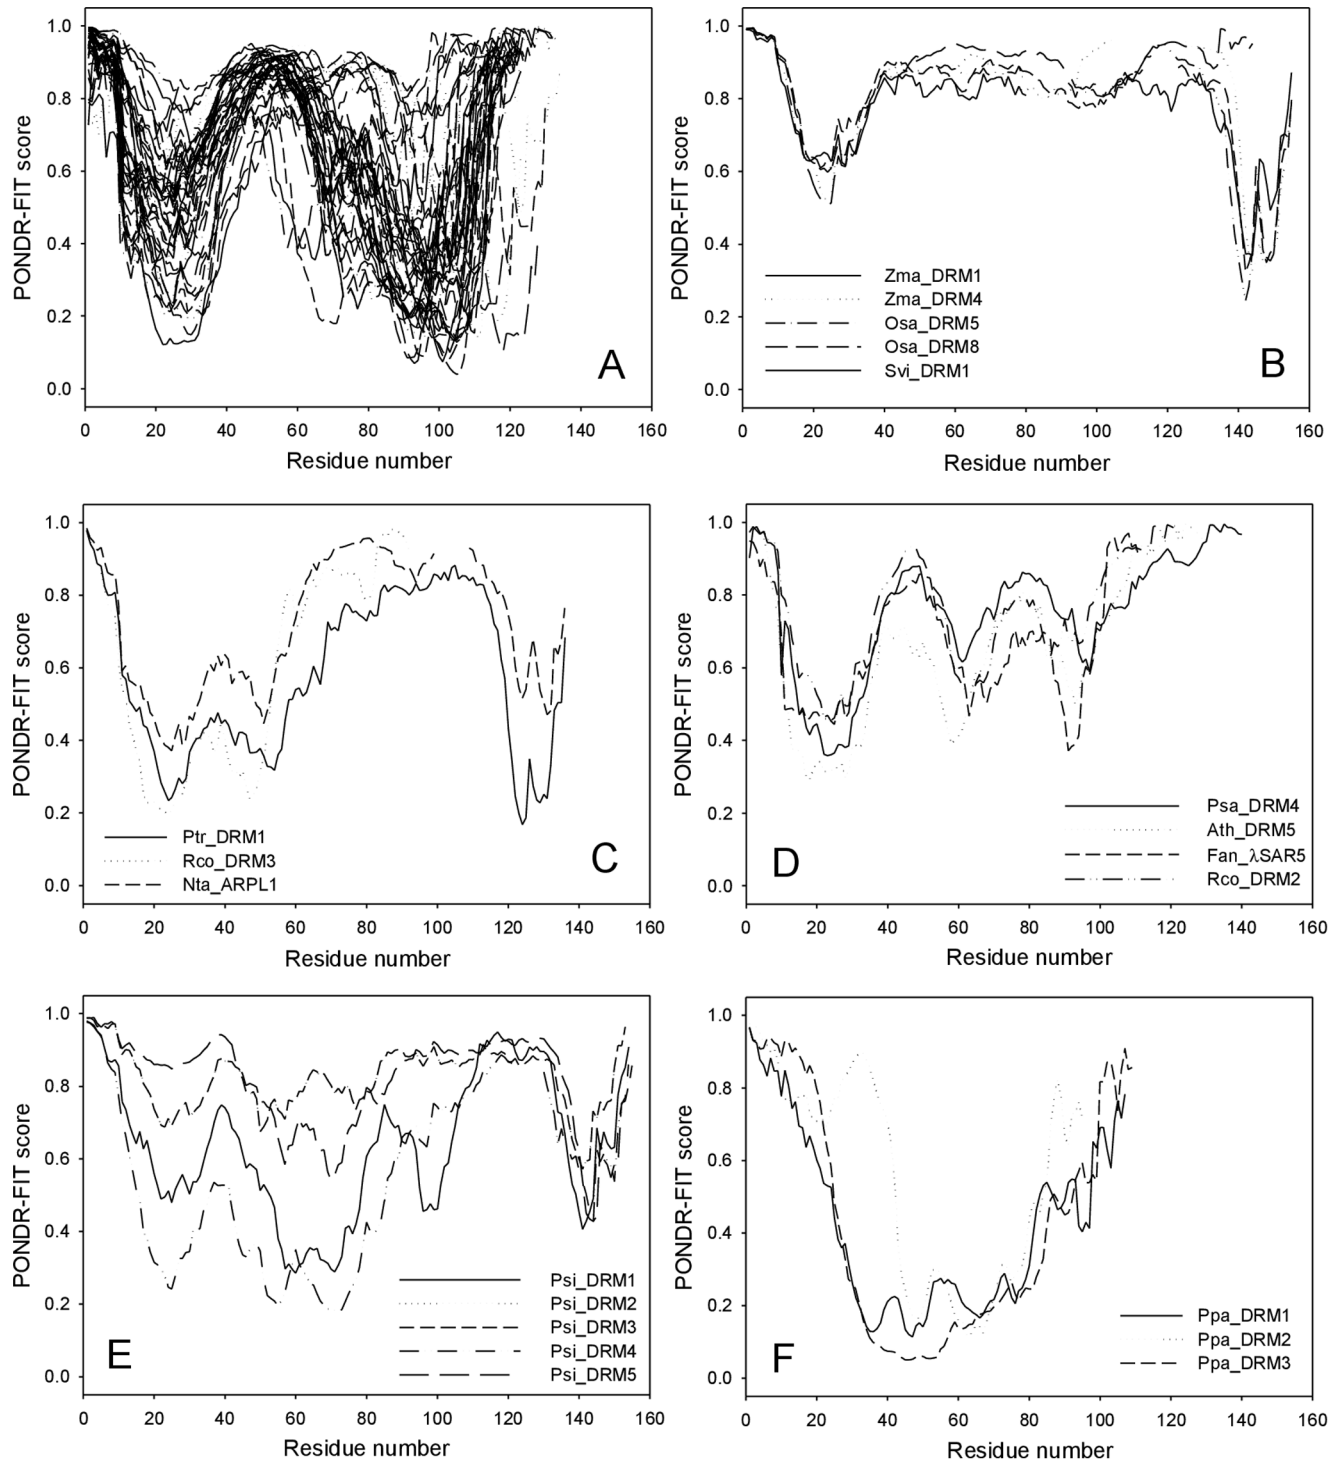 1.0
0.8
0.6
0.4
0.2
0.0
PONDR-FIT score
A
0 20 40 60 80 100 120 140 160
Residue number
1.0
0.8
0.6
0.4
0.2
0.0
PONDR-FIT score
Zma_DRM1
Zma_DRM4
Osa_DRM5
Osa_DRM8
Svi_DRM1
B
0 20 40 60 80 100 120 140 160
Residue number
1.0
0.8
0.6
0.4
0.2
0.0
PONDR-FIT score
Ptr_DRM1
Rco_DRM3
Nta_ARPL1
C
0 20 40 60 80 100 120 140 160
Residue number
1.0
0.8
0.6
0.4
0.2
0.0
PONDR-FIT score
D
Psa_DRM4
Ath_DRM5
Fan_λSAR5
Rco_DRM2
0 20 40 60 80 100 120 140 160
Residue number
1.0
0.8
0.6
0.4
0.2
0.0
PONDR-FIT score
E
Psi_DRM1
Psi_DRM2
Psi_DRM3
Psi_DRM4
Psi_DRM5
0 20 40 60 80 100 120 140 160
Residue number
1.0
0.8
0.6
0.4
0.2
0.0
PONDR-FIT score
F
Ppa_DRM1
Ppa_DRM2
Ppa_DRM3
0 20 40 60 80 100 120 140 160
Residue number